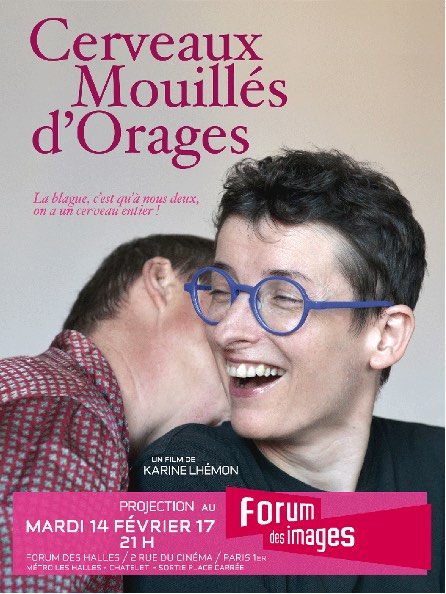 Cerveaux
Mouillés
d'Orages
La blague, c'est qu'à nous deux,
on a un cerveau entier !
UN FILM DE
KARINE LHÉMON
PROJECTION AU
MARDI 14 FÉVRIER 17
21 H
Forum
des images
FORUM DES HALLES / 2 RUE DU CINÉMA / PARIS 1ER
MÉTRO LES HALLES - CHATELET - SORTIE PLACE CARRÉE